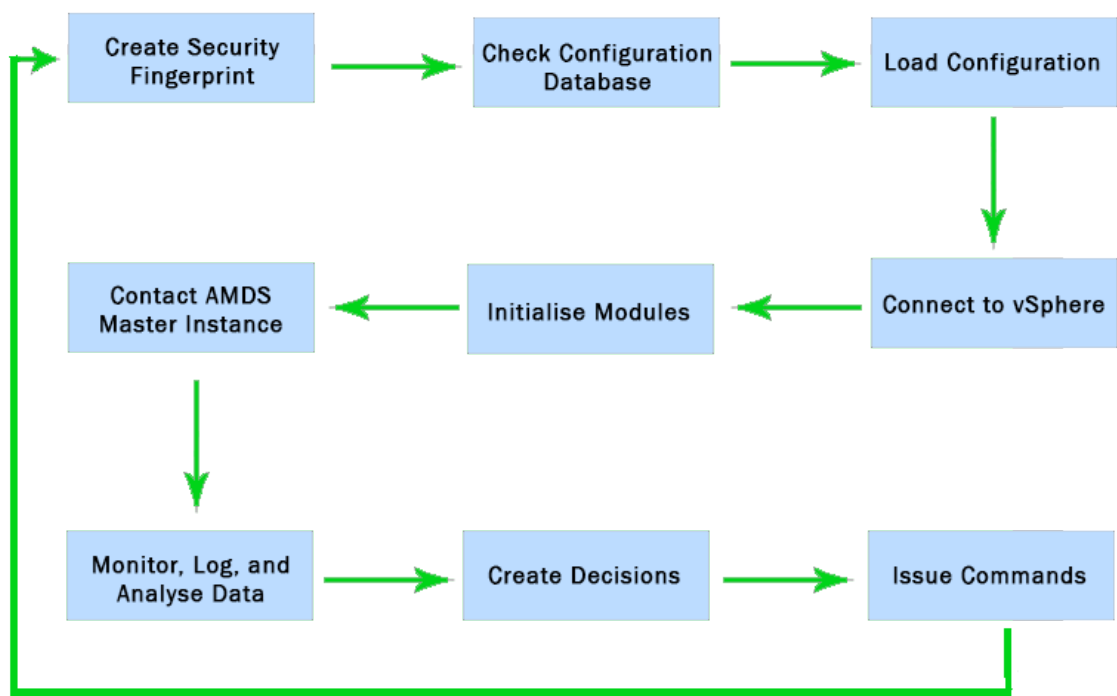 Create Security
Fingerprint
Check Configuration
Database
Load Configuration
Contact AMDS
Master Instance
Initialise Modules
Connect to vSphere
Monitor, Log, and
Analyse Data
Create Decisions
Issue Commands